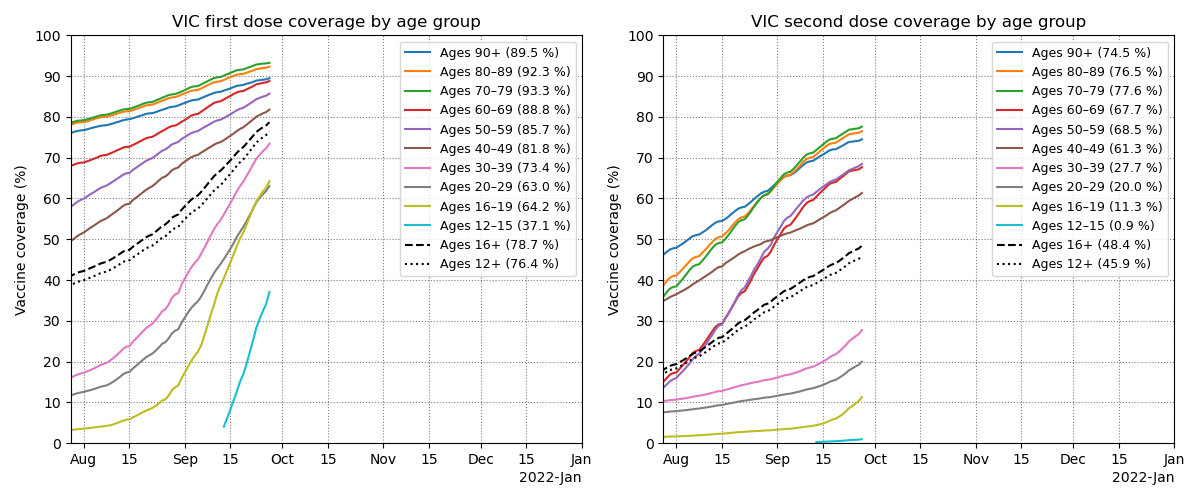 VIC first dose coverage by age group
Vaccine coverage (%)
100
90
80
70
60
50
40
30
20
10
0
Ages 90+ (89.5 %)
Ages 80–89 (92.3 %)
Ages 70–79 (93.3 %)
Ages 60–69 (88.8 %)
Ages 50–59 (85.7 %)
Ages 40–49 (81.8 %)
Ages 30–39 (73.4 %)
Ages 20–29 (63.0 %)
Ages 16–19 (64.2 %)
Ages 12–15 (37.1 %)
Ages 16+ (78.7 %)
Ages 12+ (76.4 %)
Aug 15 Sep 15 Oct 15 Nov 15 Dec 15 Jan
2022-Jan
VIC second dose coverage by age group
Vaccine coverage (%)
100
90
80
70
60
50
40
30
20
10
0
Ages 90+ (74.5 %)
Ages 80–89 (76.5 %)
Ages 70–79 (77.6 %)
Ages 60–69 (67.7 %)
Ages 50–59 (68.5 %)
Ages 40–49 (61.3 %)
Ages 30–39 (27.7 %)
Ages 20–29 (20.0 %)
Ages 16–19 (11.3 %)
Ages 12–15 (0.9 %)
Ages 16+ (48.4 %)
Ages 12+ (45.9 %)
Aug 15 Sep 15 Oct 15 Nov 15 Dec 15 Jan
2022-Jan